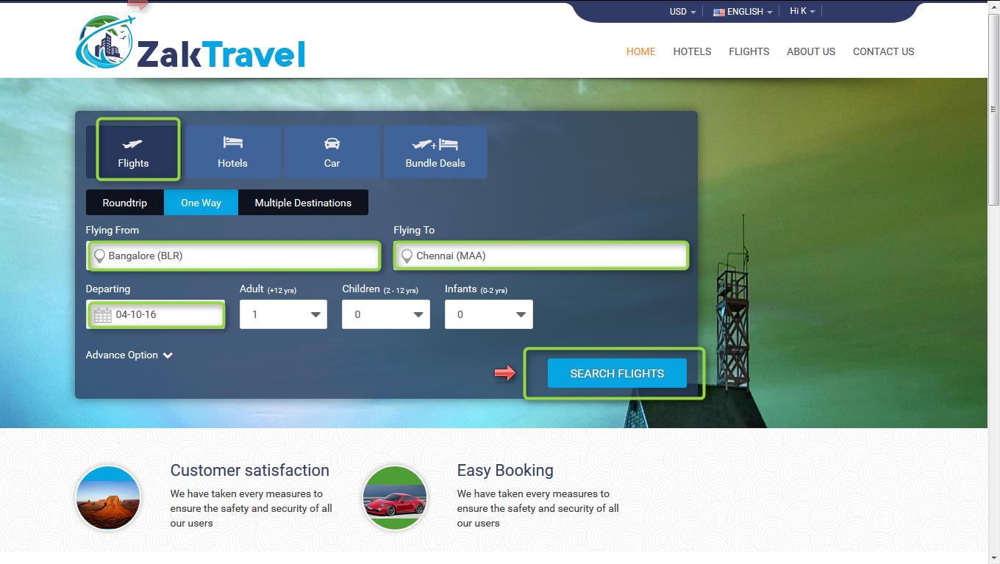 USD
ENGLISH
Hi K
ZakTravel
HOME
HOTELS
FLIGHTS
ABOUT US
CONTACT US
Flights
Hotels
Car
+
Bundle Deals
Roundtrip
One Way
Multiple Destinations
Flying From
Flying To
Bangalore (BLR)
Chennai (MAA)
Departing
Adult (+12 yrs)
Children (2 - 12 yrs)
Infants (0-2 yrs)
04-10-16
1
0
0
Advance Option
SEARCH FLIGHTS
Customer satisfaction
We have taken every measures to
ensure the safety and security of all
our users
Easy Booking
We have taken every measures to
ensure the safety and security of all
our users